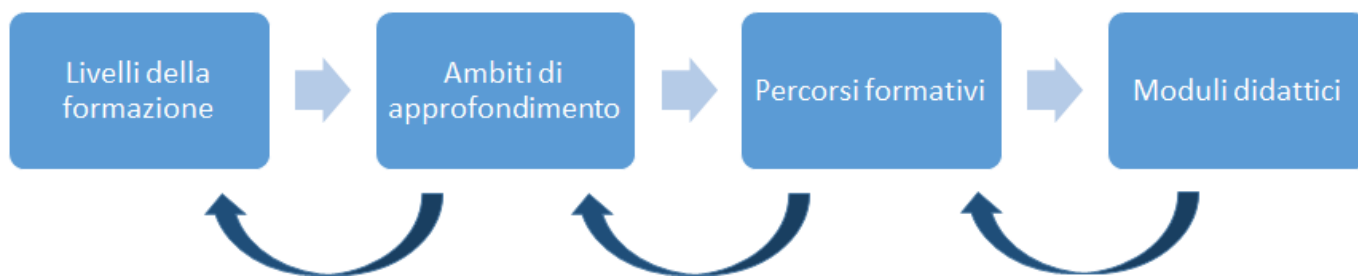 Livelli della
formazione
Ambiti di
approfondimento
Percorsi formativi
Moduli didattici